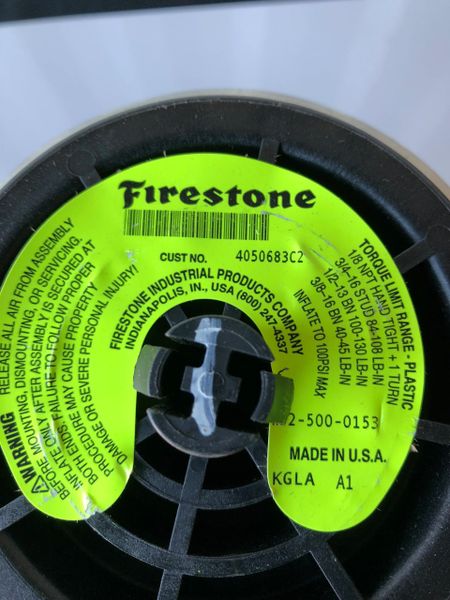 Firestone
CUST NO. 4050683C2
FIRESTONE INDUSTRIAL PRODUCTS COMPANY
INDIANAPOLIS, IN., USA (800) 247-4337
⚠WARNING
RELEASE ALL AIR FROM ASSEMBLY
BEFORE MOUNTING, DISMOUNTING, OR SERVICING.
INFLATE ONLY AFTER ASSEMBLY IS SECURED AT
BOTH ENDS. FAILURE TO FOLLOW PROPER
PROCEDURE MAY CAUSE PROPERTY
DAMAGE OR SEVERE PERSONAL INJURY!
TORQUE LIMIT RANGE - PLASTIC
1/8 NPT HAND TIGHT + 1 TURN
3/4-16 STUD 84-108 LB-IN
1/2-13 BN 100-130 LB-IN
3/8-16 BN 40-45 LB-IN
INFLATE TO 100PSI MAX
2-500-0153
MADE IN U.S.A.
KGLA A1